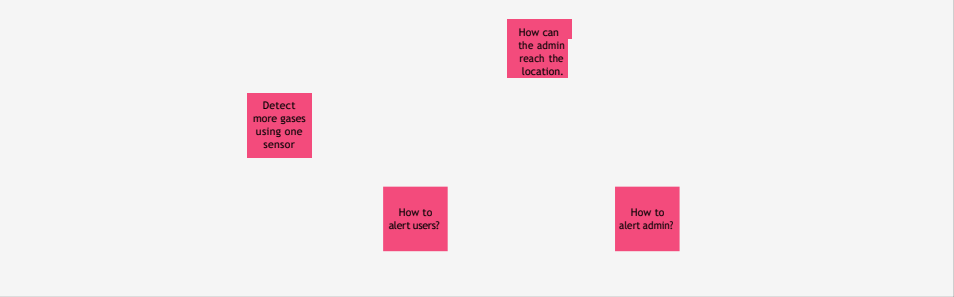 How can
the admin
reach the
location.
Detect
more gases
using one
sensor
How to
alert users?
How to
alert admin?